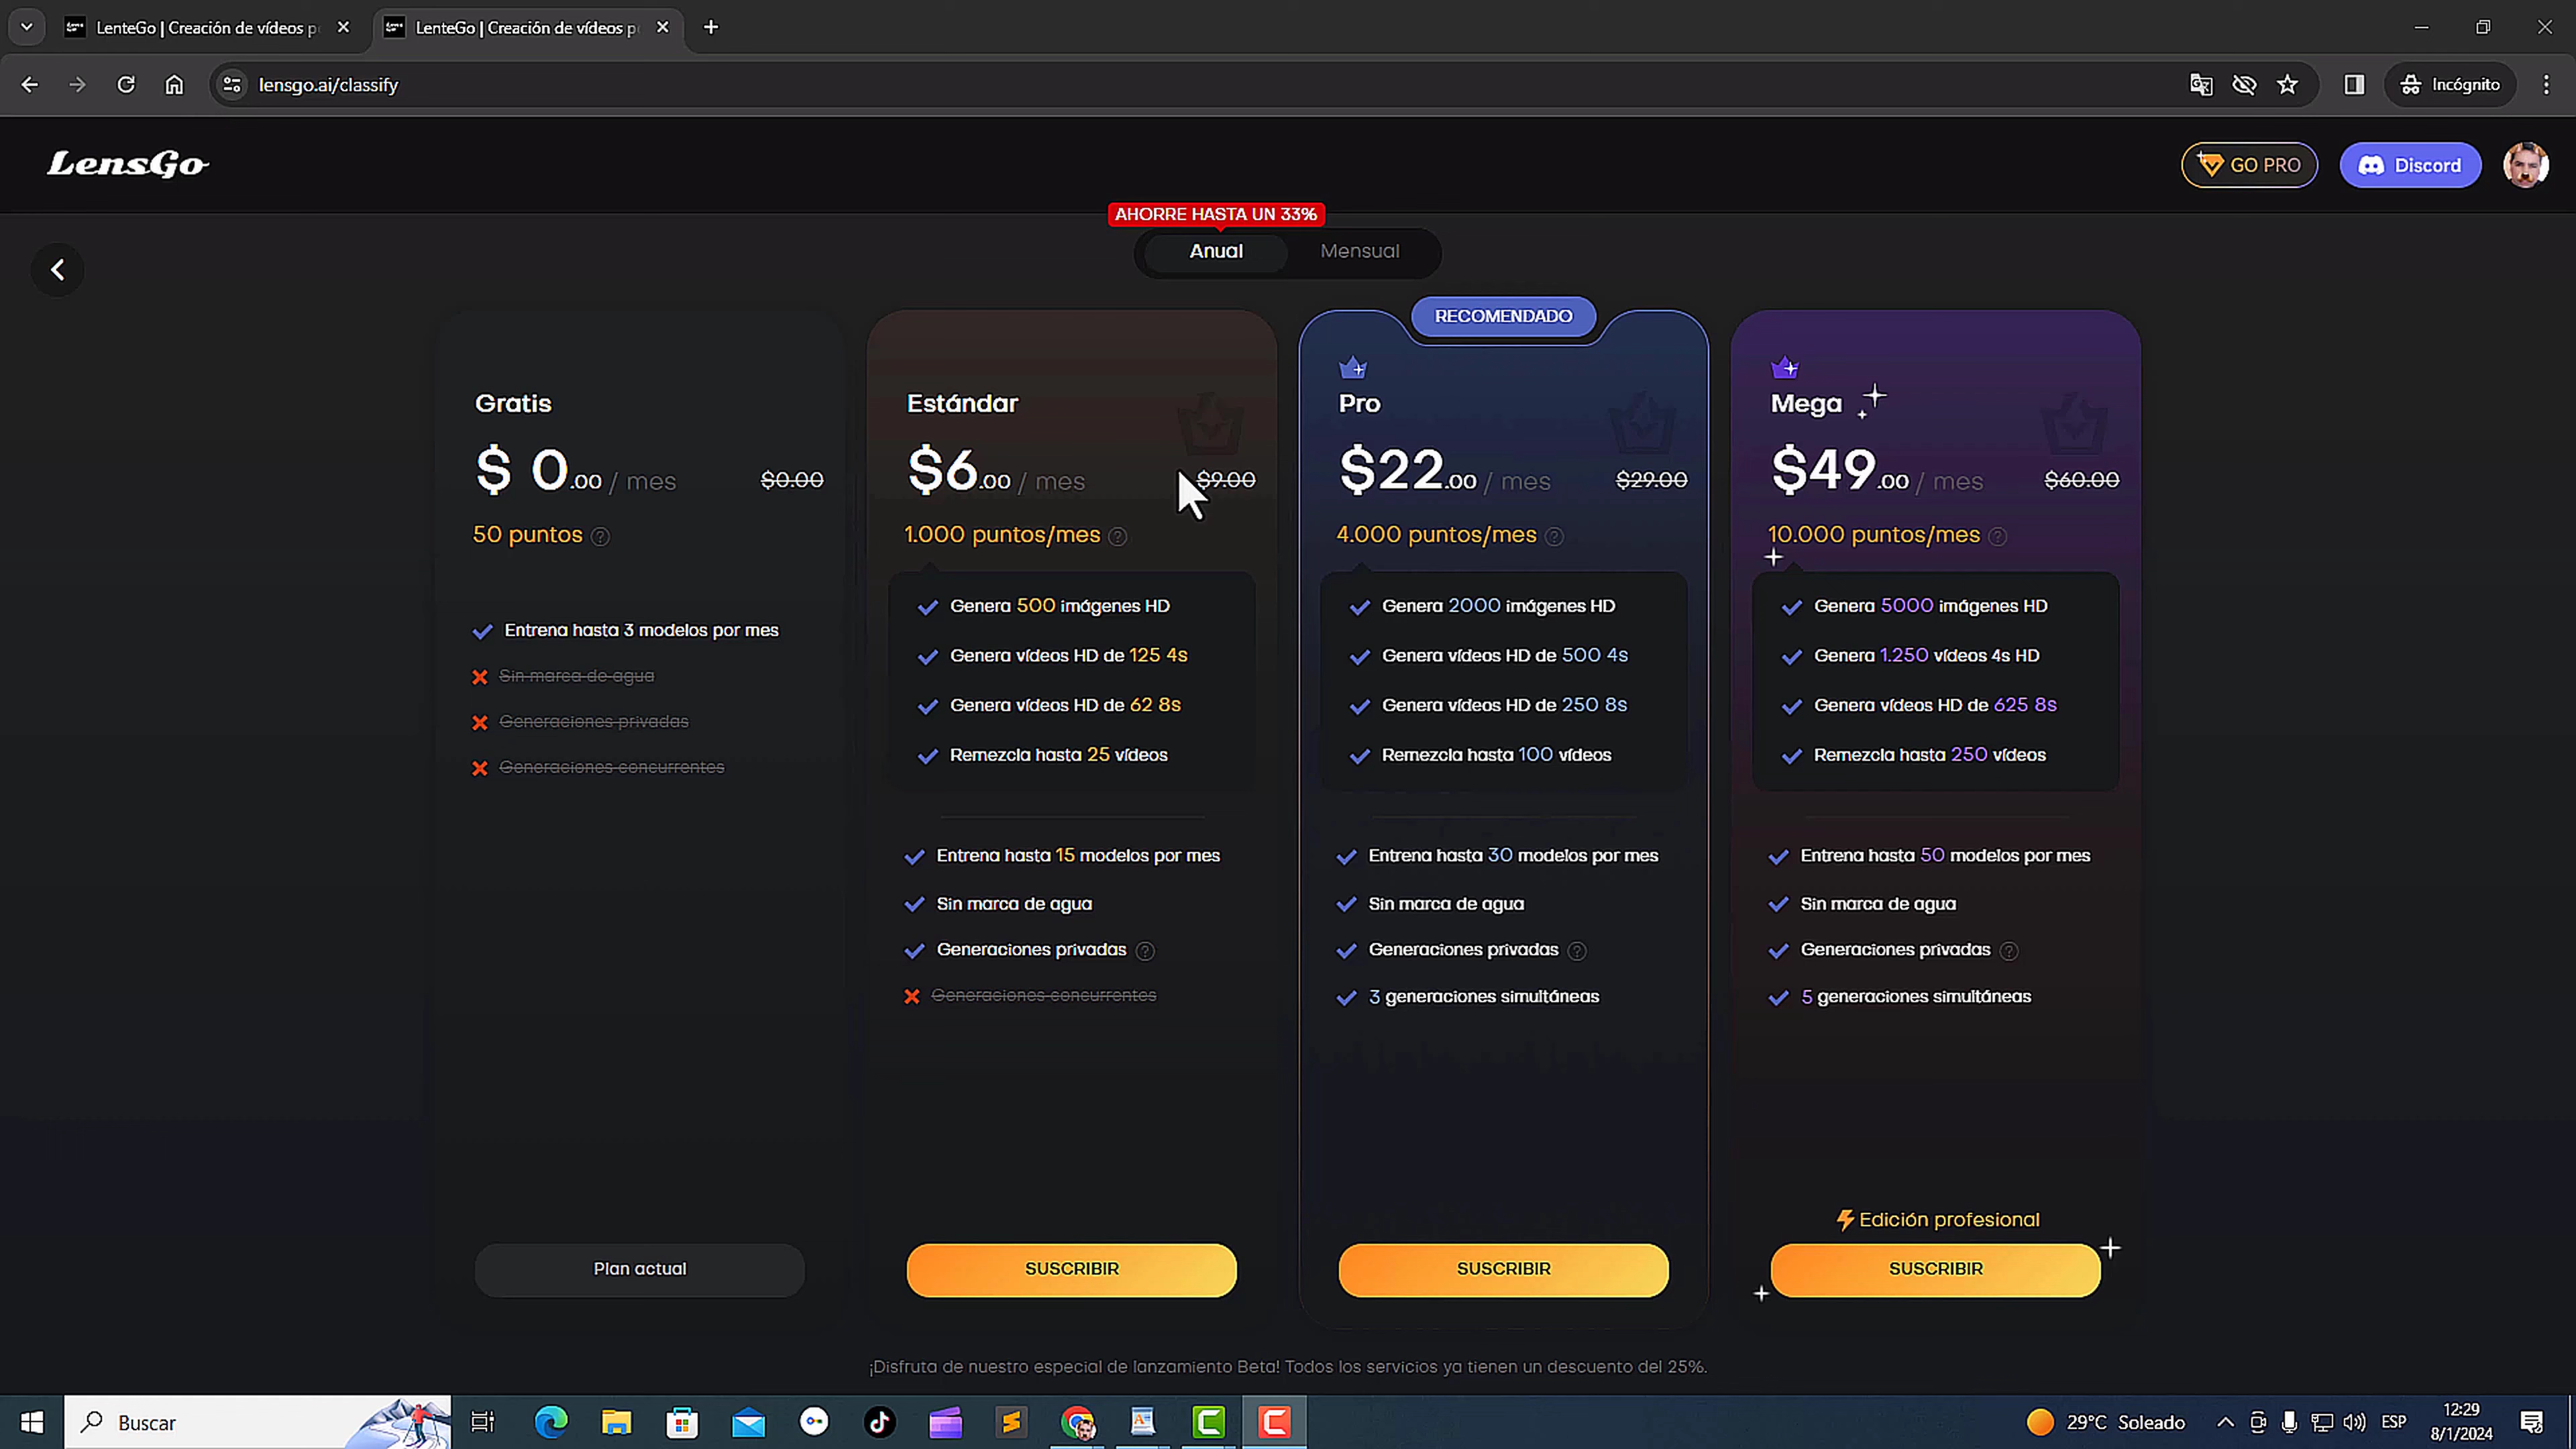 LenteGo | Creación de vídeos p
LenteGo | Creación de vídeos p
lensgo.ai/classify
Incógnito
LensGo
GO PRO
Discord
AHORRE HASTA UN 33%
Anual
Mensual
Gratis
$ 0.00 / mes
$0.00
50 puntos
Entrena hasta 3 modelos por mes
Sin marca de agua
Generaciones privadas
Generaciones concurrentes
Plan actual
Estándar
$6.00 / mes
$9.00
1.000 puntos/mes
Genera 500 imágenes HD
Genera vídeos HD de 125 4s
Genera vídeos HD de 62 8s
Remezcla hasta 25 vídeos
Entrena hasta 15 modelos por mes
Sin marca de agua
Generaciones privadas
Generaciones concurrentes
SUSCRIBIR
RECOMENDADO
Pro
$22.00 / mes
$29.00
4.000 puntos/mes
Genera 2000 imágenes HD
Genera vídeos HD de 500 4s
Genera vídeos HD de 250 8s
Remezcla hasta 100 vídeos
Entrena hasta 30 modelos por mes
Sin marca de agua
Generaciones privadas
3 generaciones simultáneas
SUSCRIBIR
Mega
$49.00 / mes
$60.00
10.000 puntos/mes
Genera 5000 imágenes HD
Genera 1.250 vídeos 4s HD
Genera vídeos HD de 625 8s
Remezcla hasta 250 vídeos
Entrena hasta 50 modelos por mes
Sin marca de agua
Generaciones privadas
5 generaciones simultáneas
Edición profesional
SUSCRIBIR
¡Disfruta de nuestro especial de lanzamiento Beta! Todos los servicios ya tienen un descuento del 25%.
Buscar
29°C Soleado
ESP
12:29
8/1/2024